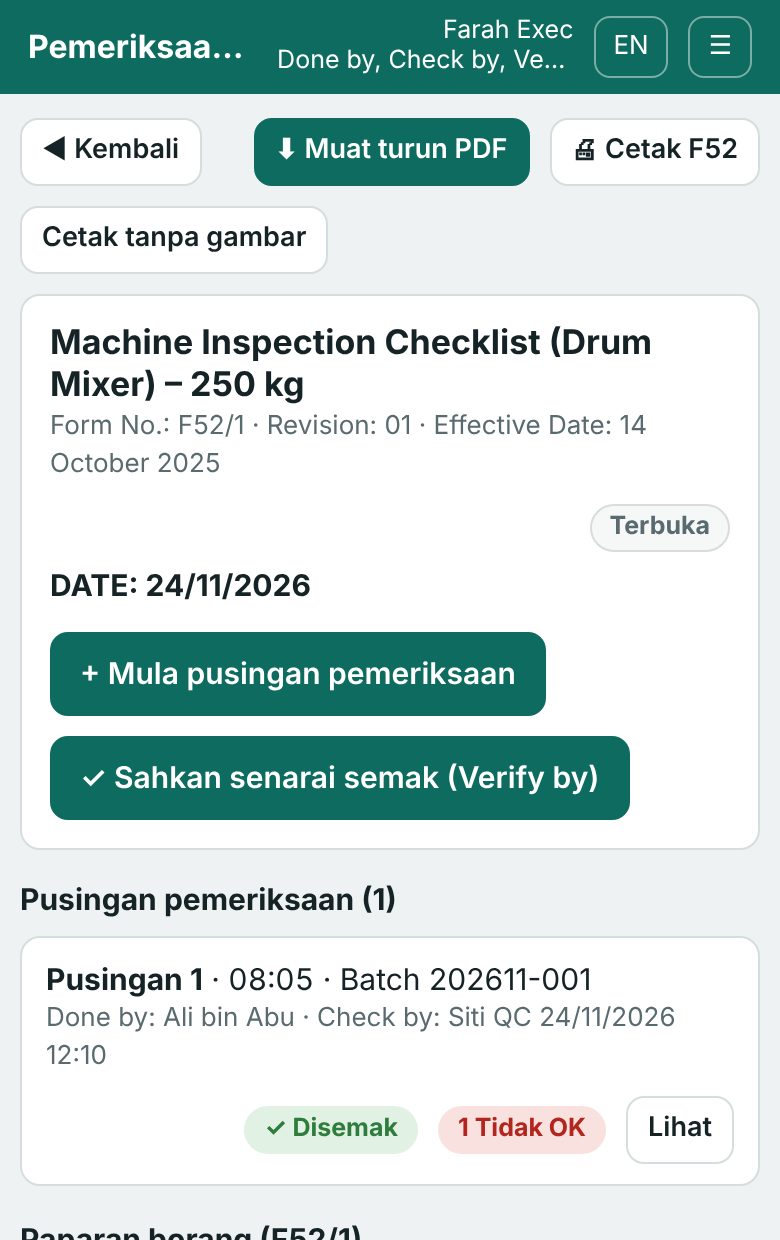 Pemeriksaa...
Farah Exec
Done by, Check by, Ve...
EN
☰
◀ Kembali
⬇ Muat turun PDF
🖨 Cetak F52
Cetak tanpa gambar
Machine Inspection Checklist (Drum
Mixer) – 250 kg
Form No.: F52/1 · Revision: 01 · Effective Date: 14
October 2025
Terbuka
DATE: 24/11/2026
+ Mula pusingan pemeriksaan
✓ Sahkan senarai semak (Verify by)
Pusingan pemeriksaan (1)
Pusingan 1 · 08:05 · Batch 202611-001
Done by: Ali bin Abu · Check by: Siti QC 24/11/2026
12:10
✓ Disemak
1 Tidak OK
Lihat
Paparan borang (F52/1)